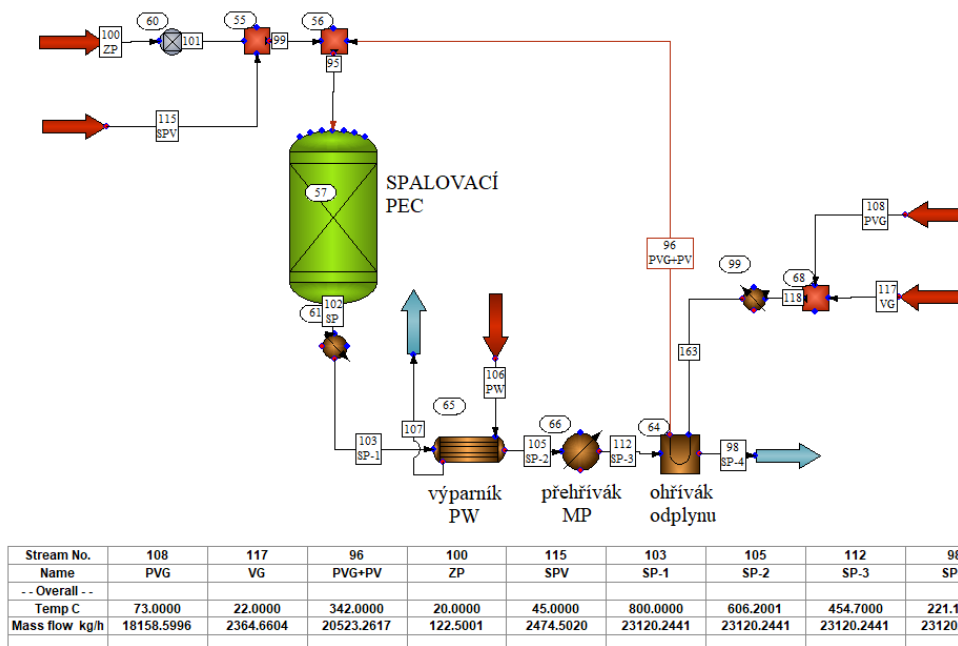 60
55
56
100
ZP
101
99
95
115
SPV
SPALOVACÍ
PEC
57
108
PVG
96
PVG+PV
99
68
117
VG
118
102
SP
61
163
106
PW
65
107
66
64
103
SP-1
105
SP-2
112
SP-3
98
SP-4
výparník
PW
přehřívák
MP
ohřívák
odplynu
Stream No. 108 117 96 100 115 103 105 112 98
Name PVG VG PVG+PV ZP SPV SP-1 SP-2 SP-3 SP
- - Overall - -
Temp C 73.0000 22.0000 342.0000 20.0000 45.0000 800.0000 606.2001 454.7000 221.1
Mass flow kg/h 18158.5996 2364.6604 20523.2617 122.5001 2474.5020 23120.2441 23120.2441 23120.2441 23120